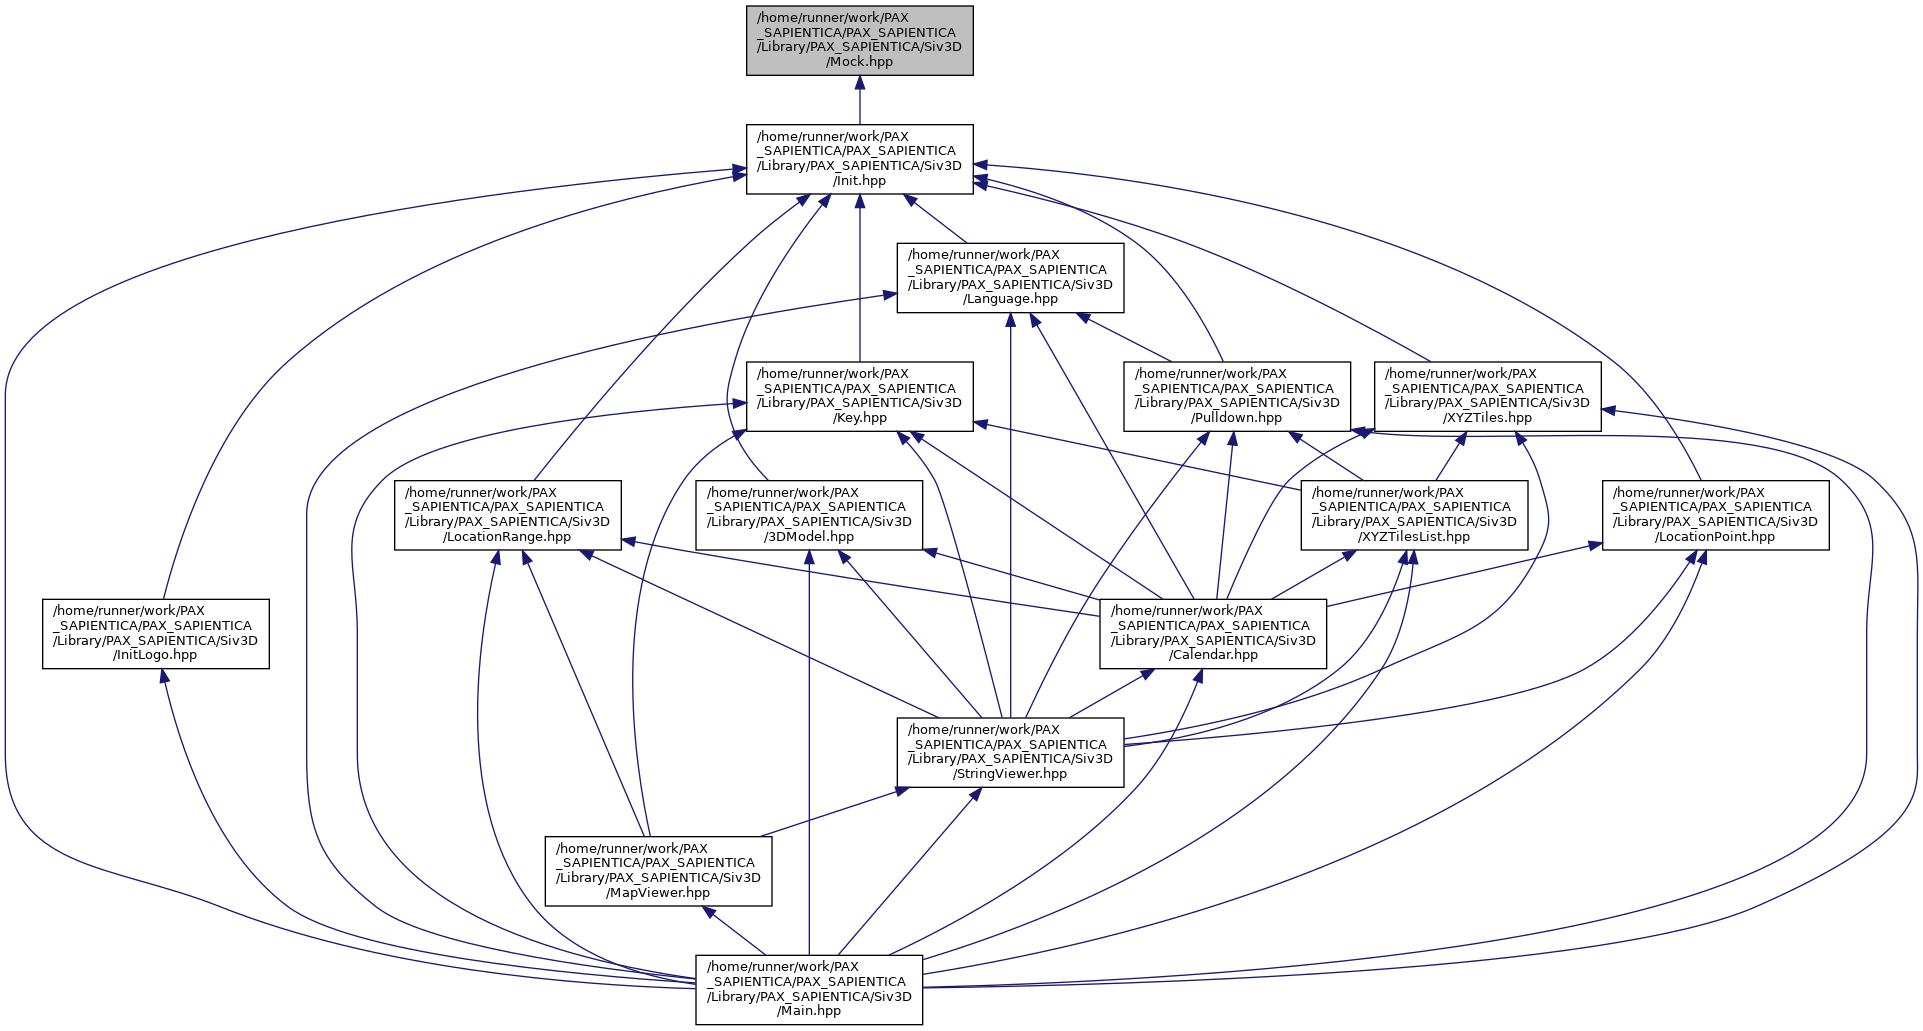 /home/runner/work/PAX
_SAPIENTICA/PAX_SAPIENTICA
/Library/PAX_SAPIENTICA/Siv3D
/Mock.hpp
/home/runner/work/PAX
_SAPIENTICA/PAX_SAPIENTICA
/Library/PAX_SAPIENTICA/Siv3D
/Init.hpp
/home/runner/work/PAX
_SAPIENTICA/PAX_SAPIENTICA
/Library/PAX_SAPIENTICA/Siv3D
/Language.hpp
/home/runner/work/PAX
_SAPIENTICA/PAX_SAPIENTICA
/Library/PAX_SAPIENTICA/Siv3D
/Key.hpp
/home/runner/work/PAX
_SAPIENTICA/PAX_SAPIENTICA
/Library/PAX_SAPIENTICA/Siv3D
/Pulldown.hpp
/home/runner/work/PAX
_SAPIENTICA/PAX_SAPIENTICA
/Library/PAX_SAPIENTICA/Siv3D
/XYZTiles.hpp
/home/runner/work/PAX
_SAPIENTICA/PAX_SAPIENTICA
/Library/PAX_SAPIENTICA/Siv3D
/LocationRange.hpp
/home/runner/work/PAX
_SAPIENTICA/PAX_SAPIENTICA
/Library/PAX_SAPIENTICA/Siv3D
/3DModel.hpp
/home/runner/work/PAX
_SAPIENTICA/PAX_SAPIENTICA
/Library/PAX_SAPIENTICA/Siv3D
/XYZTilesList.hpp
/home/runner/work/PAX
_SAPIENTICA/PAX_SAPIENTICA
/Library/PAX_SAPIENTICA/Siv3D
/LocationPoint.hpp
/home/runner/work/PAX
_SAPIENTICA/PAX_SAPIENTICA
/Library/PAX_SAPIENTICA/Siv3D
/InitLogo.hpp
/home/runner/work/PAX
_SAPIENTICA/PAX_SAPIENTICA
/Library/PAX_SAPIENTICA/Siv3D
/Calendar.hpp
/home/runner/work/PAX
_SAPIENTICA/PAX_SAPIENTICA
/Library/PAX_SAPIENTICA/Siv3D
/StringViewer.hpp
/home/runner/work/PAX
_SAPIENTICA/PAX_SAPIENTICA
/Library/PAX_SAPIENTICA/Siv3D
/MapViewer.hpp
/home/runner/work/PAX
_SAPIENTICA/PAX_SAPIENTICA
/Library/PAX_SAPIENTICA/Siv3D
/Main.hpp